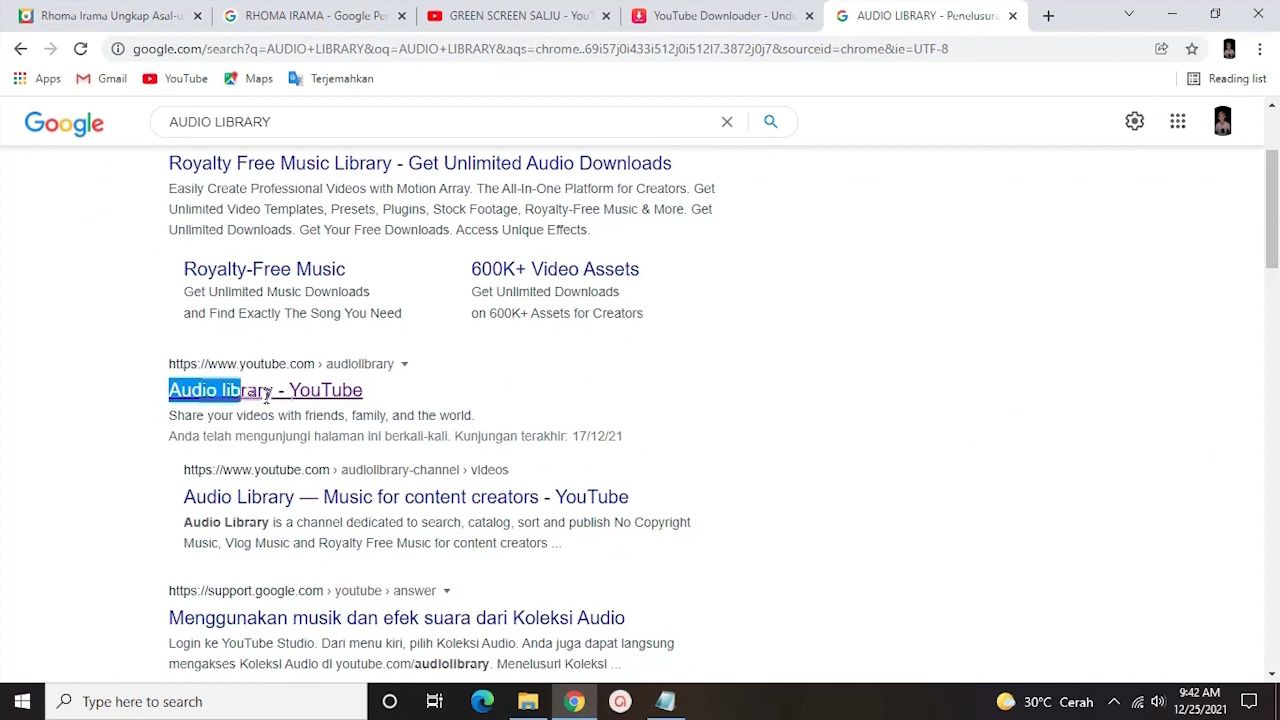 Rhoma Irama Ungkap Asal-u
RHOMA IRAMA - Google Pe
GREEN SCREEN SALJU - YouT
YouTube Downloader - Undu
AUDIO LIBRARY - Penelusura
google.com/search?q=AUDIO+LIBRARY&oq=AUDIO+LIBRARY&aqs=chrome..69i57j0i433i512j0i512l7.3872j0j7&sourceid=chrome&ie=UTF-8
Apps
Gmail
YouTube
Maps
Terjemahkan
Reading list
Google
AUDIO LIBRARY
Royalty Free Music Library - Get Unlimited Audio Downloads
Easily Create Professional Videos with Motion Array. The All-In-One Platform for Creators. Get
Unlimited Video Templates, Presets, Plugins, Stock Footage, Royalty-Free Music & More. Get
Unlimited Downloads. Get Your Free Downloads. Access Unique Effects.
Royalty-Free Music
Get Unlimited Music Downloads
and Find Exactly The Song You Need
600K+ Video Assets
Get Unlimited Downloads
on 600K+ Assets for Creators
https://www.youtube.com › audiolibrary
Audio library - YouTube
Share your videos with friends, family, and the world.
Anda telah mengunjungi halaman ini berkali-kali. Kunjungan terakhir: 17/12/21
https://www.youtube.com › audiolibrary-channel › videos
Audio Library — Music for content creators - YouTube
Audio Library is a channel dedicated to search, catalog, sort and publish No Copyright
Music, Vlog Music and Royalty Free Music for content creators ...
https://support.google.com › youtube › answer
Menggunakan musik dan efek suara dari Koleksi Audio
Login ke YouTube Studio. Dari menu kiri, pilih Koleksi Audio. Anda juga dapat langsung
mengakses Koleksi Audio di youtube.com/audiolibrary. Menelusuri Koleksi ...
Type here to search
30°C Cerah
9:42 AM
12/25/2021